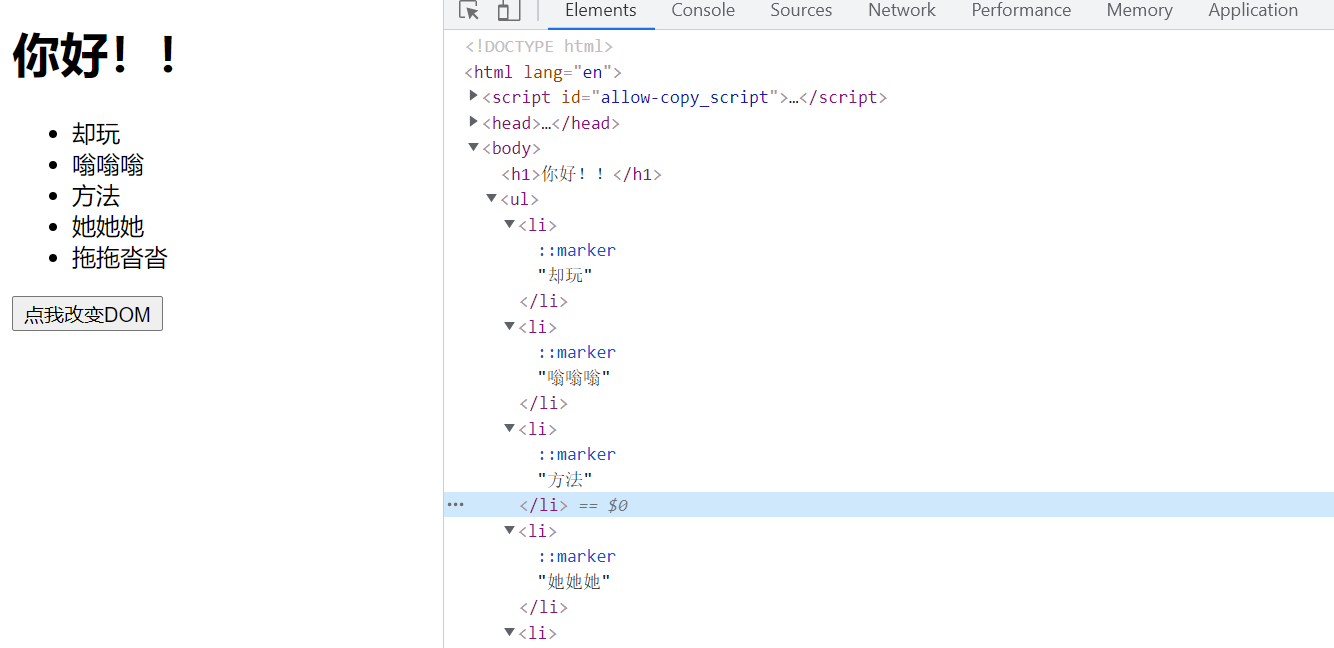 你好！！
却玩
嗡嗡嗡
方法
她她她
拖拖沓沓
点我改变DOM
Elements Console Sources Network Performance Memory Application
<!DOCTYPE html>
<html lang="en">
<script id="allow-copy_script">…</script>
<head>…</head>
<body>
<h1>你好！！</h1>
<ul>
<li>
::marker
"却玩"
</li>
<li>
::marker
"嗡嗡嗡"
</li>
<li>
::marker
"方法"
</li> == $0
<li>
::marker
"她她她"
</li>
<li>